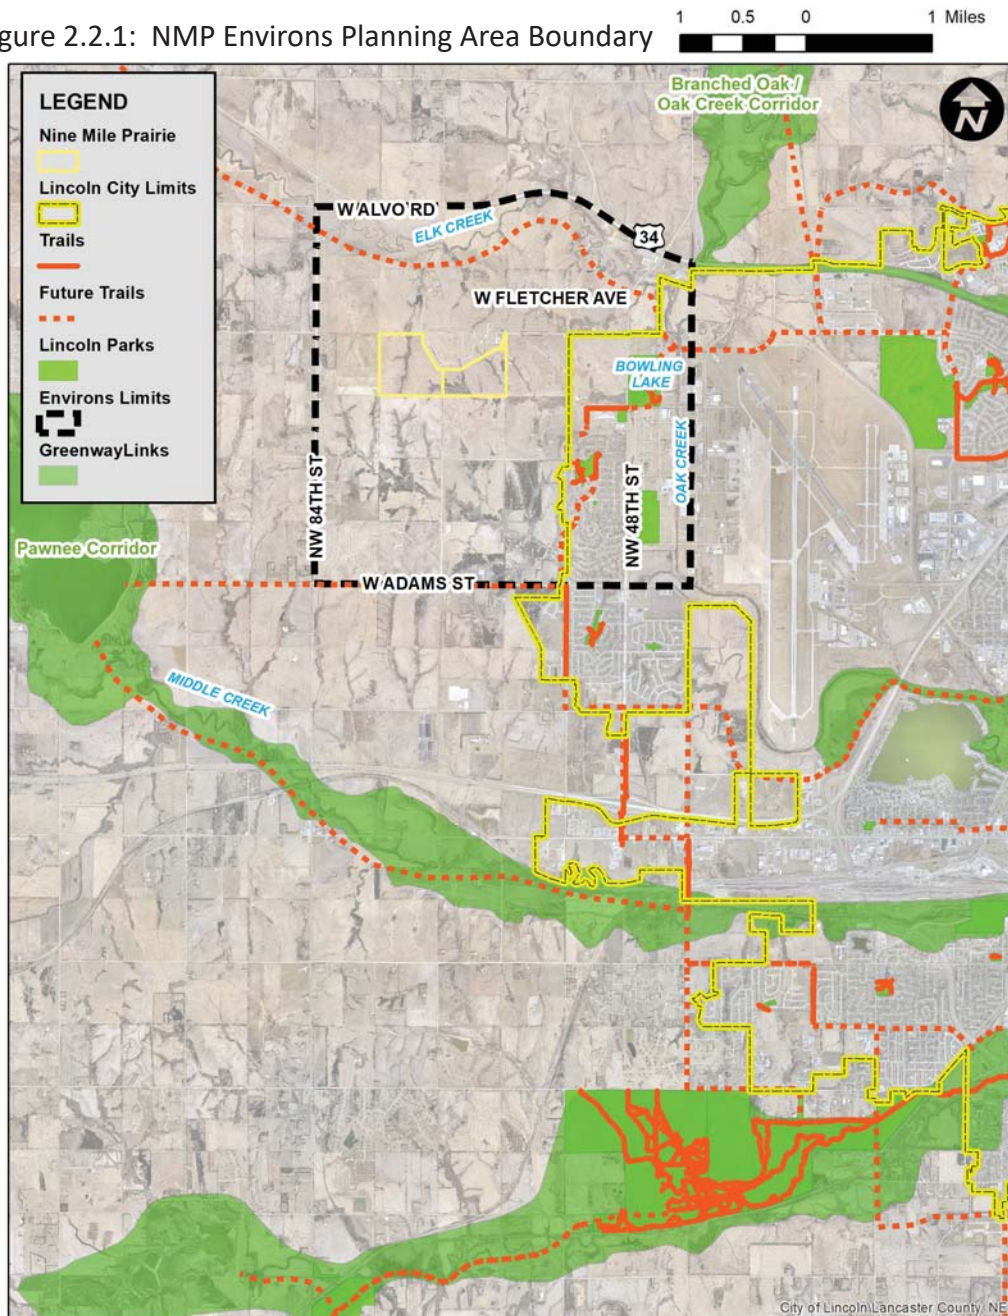 gure 2.2.1: NMP Environs Planning Area Boundary
1 0.5 0 1 Miles
LEGEND
Nine Mile Prairie
Lincoln City Limits
Trails
Future Trails
Lincoln Parks
Environs Limits
GreenwayLinks
Branched Oak /
Oak Creek Corridor
N
W ALVO RD
ELK CREEK
34
W FLETCHER AVE
BOWLING
LAKE
OAK CREEK
NW 48TH ST
NW 84TH ST
Pawnee Corridor
W ADAMS ST
MIDDLE CREEK
City of Lincoln\Lancaster County, NE